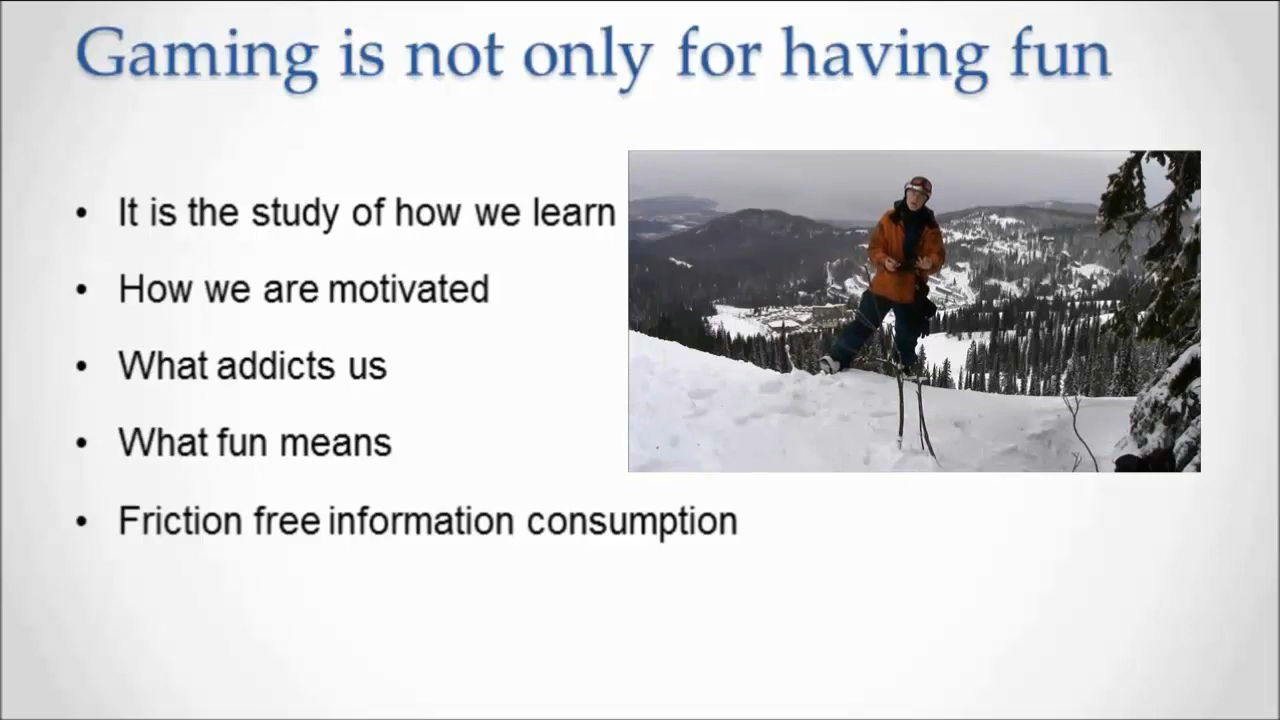 Gaming is not only for having fun
• It is the study of how we learn
• How we are motivated
• What addicts us
• What fun means
• Friction free information consumption